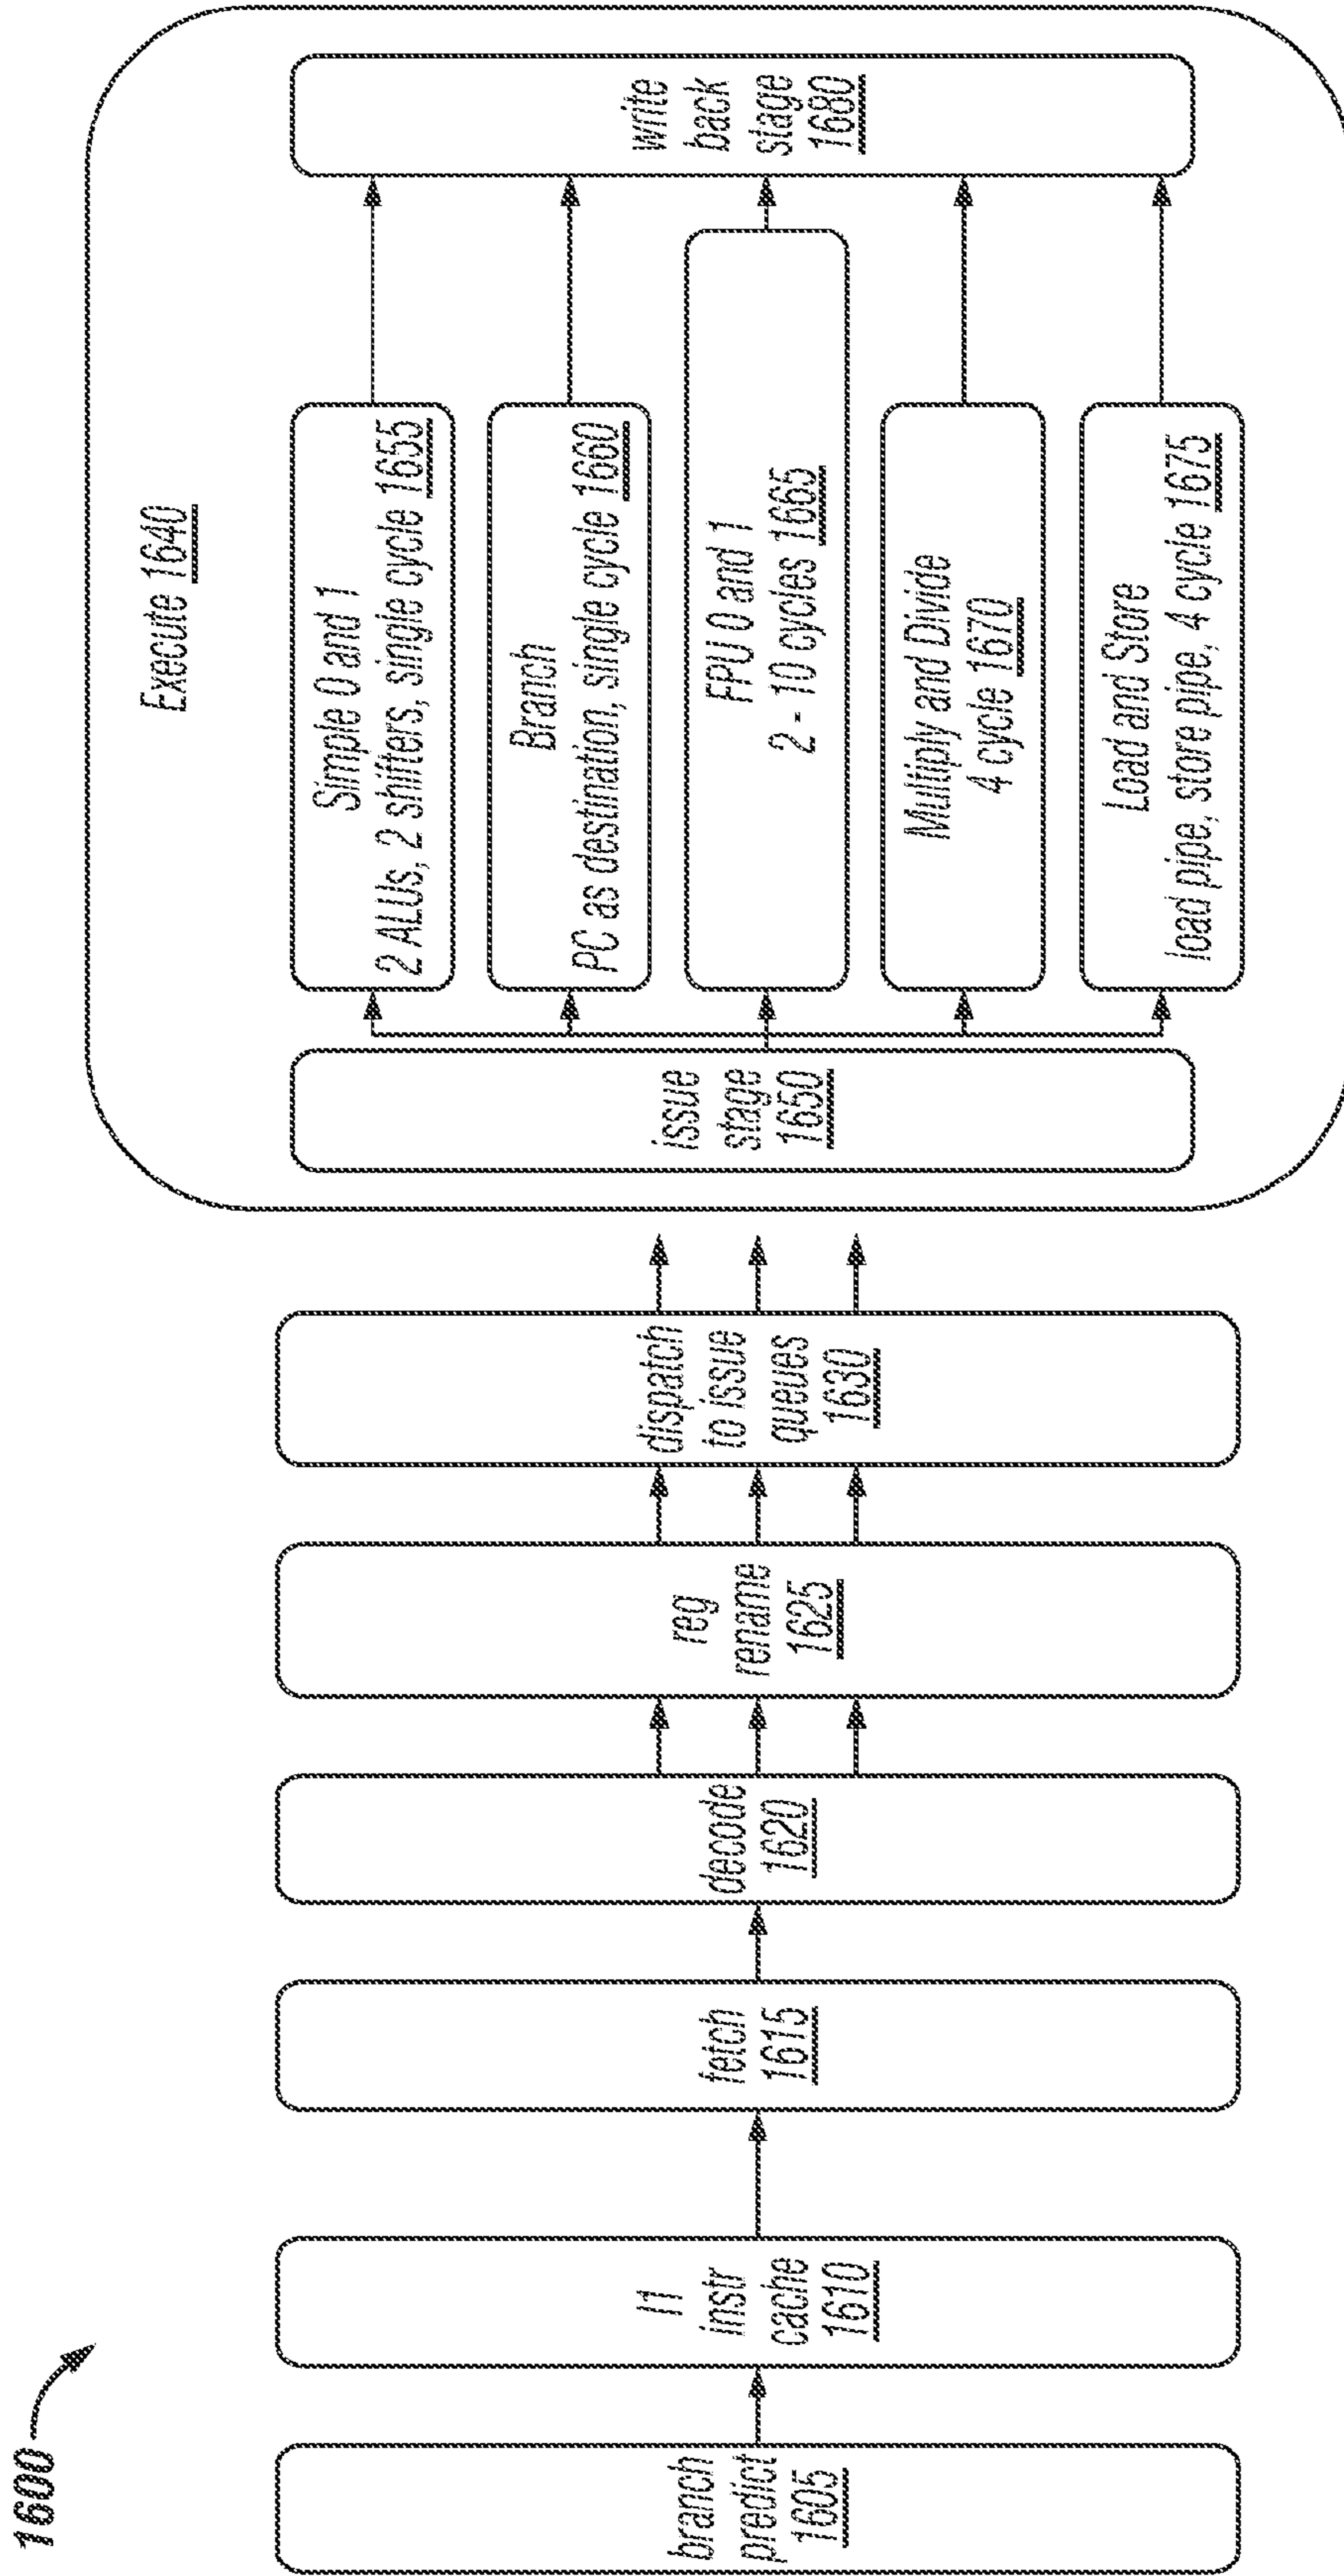 1600
branch
predict
1605
I1
instr
cache
1610
fetch
1615
decode
1620
reg
rename
1625
dispatch
to issue
queues
1630
Execute 1640
issue
stage
1650
Simple 0 and 1
2 ALUs, 2 shifters, single cycle 1655
Branch
PC as destination, single cycle 1660
FPU 0 and 1
2 - 10 cycles 1665
Multiply and Divide
4 cycle 1670
Load and Store
load pipe, store pipe, 4 cycle 1675
write
back
stage
1680